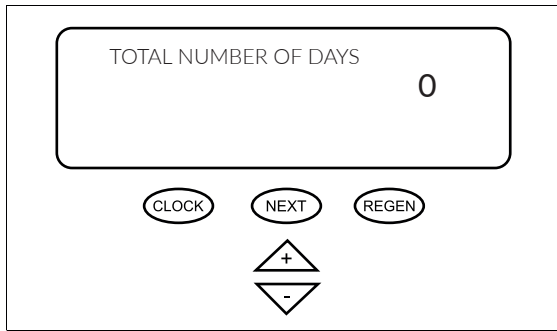 TOTAL NUMBER OF DAYS
0
CLOCK NEXT REGEN
+
-